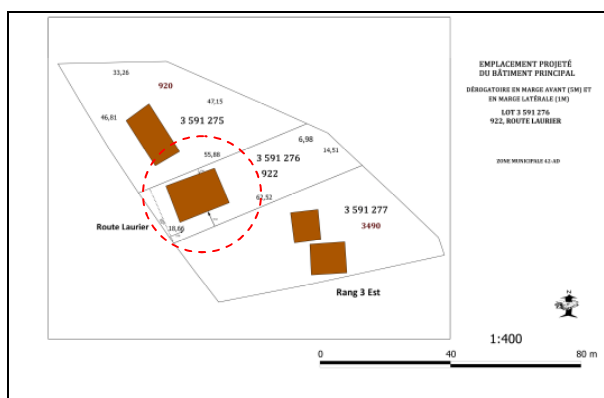 EMPLACEMENT PROJETÉ
DU BÂTIMENT PRINCIPAL
DÉROGATOIRE EN MARGE AVANT (5M) ET
EN MARGE LATÉRALE (1M)
LOT 3 591 276
922, ROUTE LAURIER
ZONE MUNICIPALE 42-AD
33,26
920
47,15
46,81
3 591 275
6,98
14,51
55,88
3 591 276
922
62,52
18,66
Route Laurier
3 591 277
3490
Rang 3 Est
1:400
0
40
80 m